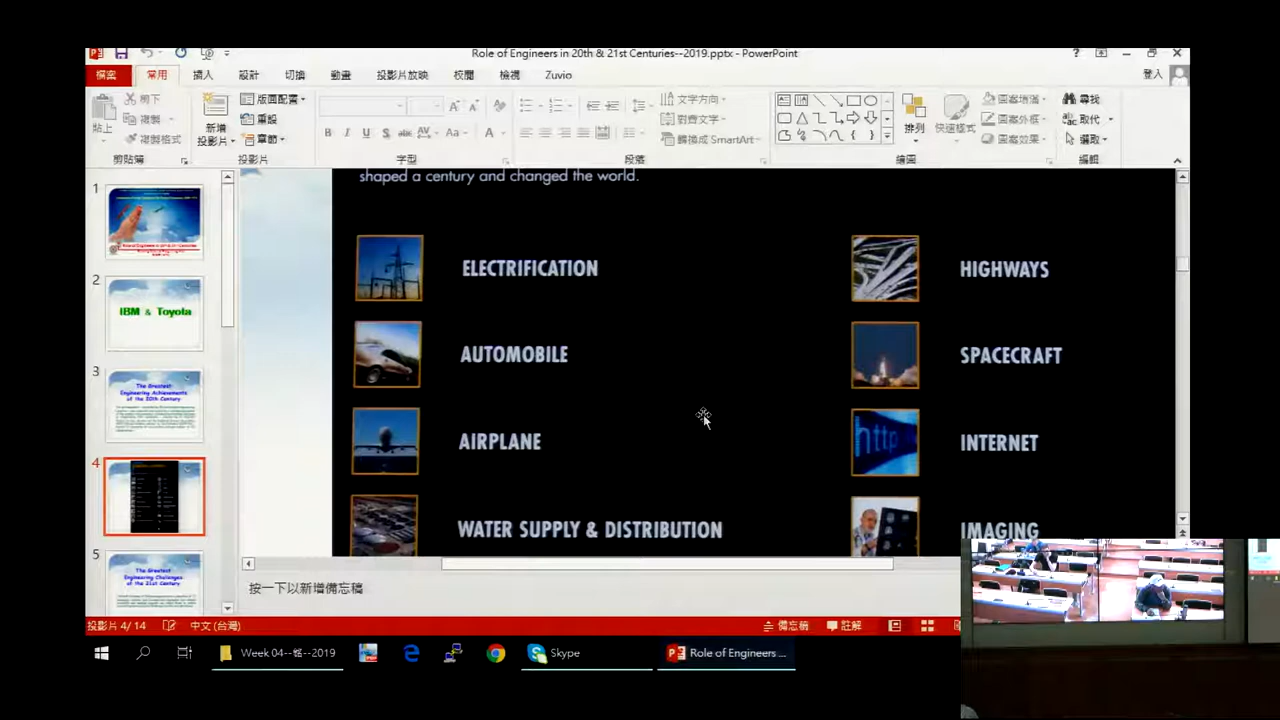 Role of Engineers in 20th & 21st Centuries--2019.pptx - PowerPoint
檔案 常用 插入 設計 切換 動畫 投影片放映 校閱 檢視 Zuvio 登入
貼上 剪下 複製 複製格式 剪貼簿
新增投影片 版面配置 重設 章節 投影片
B I U S abc AV Aa A 字型
文字方向 對齊文字 轉換成 SmartArt 段落
排列 快速樣式 圖案填滿 圖案外框 圖案效果 繪圖
尋找 取代 選取 編輯
1
2
IBM & Toyota
3
The Greatest
Engineering Achievements
of the 20th Century
4
5
The Greatest
Engineering Challenges
of the 21st Century
shaped a century and changed the world.
ELECTRIFICATION
HIGHWAYS
AUTOMOBILE
SPACECRAFT
AIRPLANE
http
INTERNET
WATER SUPPLY & DISTRIBUTION
IMAGING
按一下以新增備忘稿
投影片 4/14 中文 (台灣) 備忘稿 註解
Week 04--—2019 Skype Role of Engineers ...